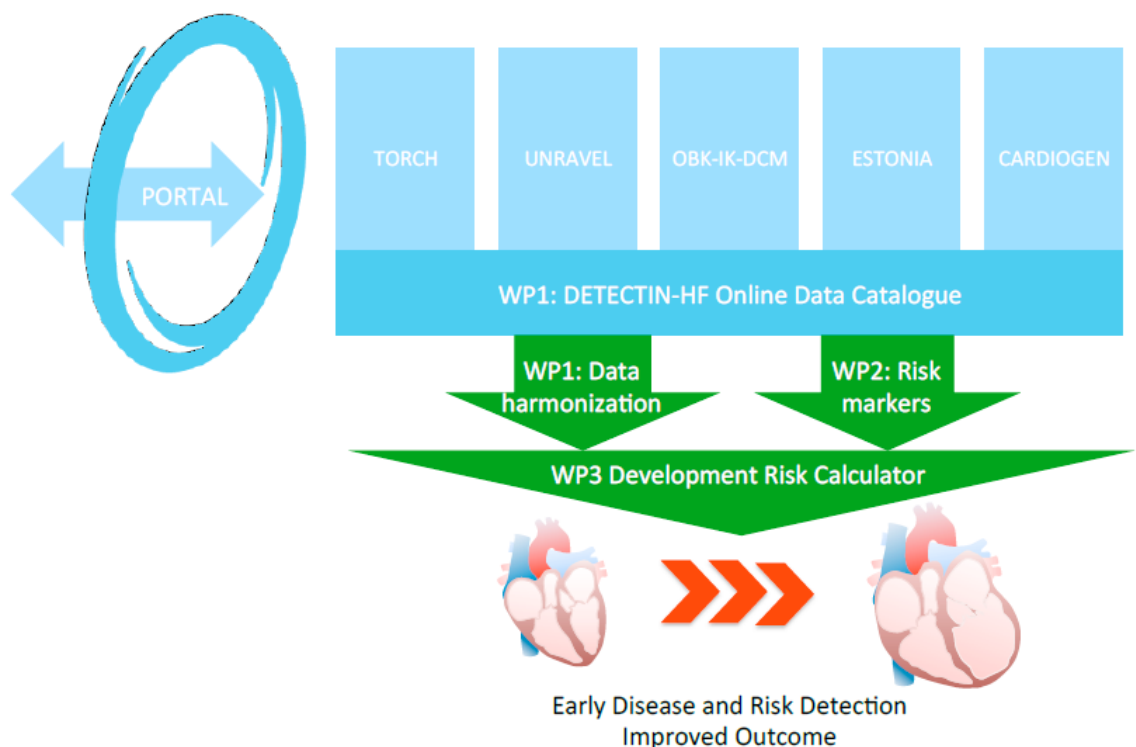 PORTAL
TORCH
UNRAVEL
OBK-IK-DCM
ESTONIA
CARDIOGEN
WP1: DETECTIN-HF Online Data Catalogue
WP1: Data
harmonization
WP2: Risk
markers
WP3 Development Risk Calculator
Early Disease and Risk Detection
Improved Outcome